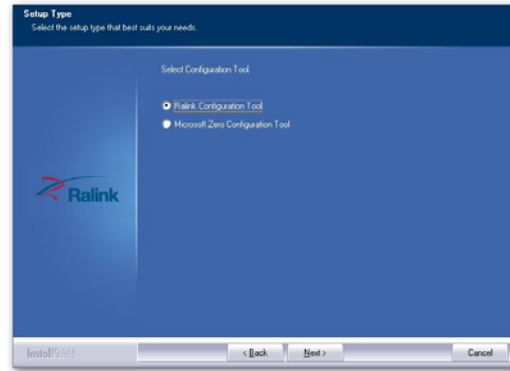 Setup Type
Select the setup type that best suits your needs.
Select Configuration Tool.
Ralink Configuration Tool
Microsoft Zero Configuration Tool
Ralink
InstallShield
< Back
Next >
Cancel